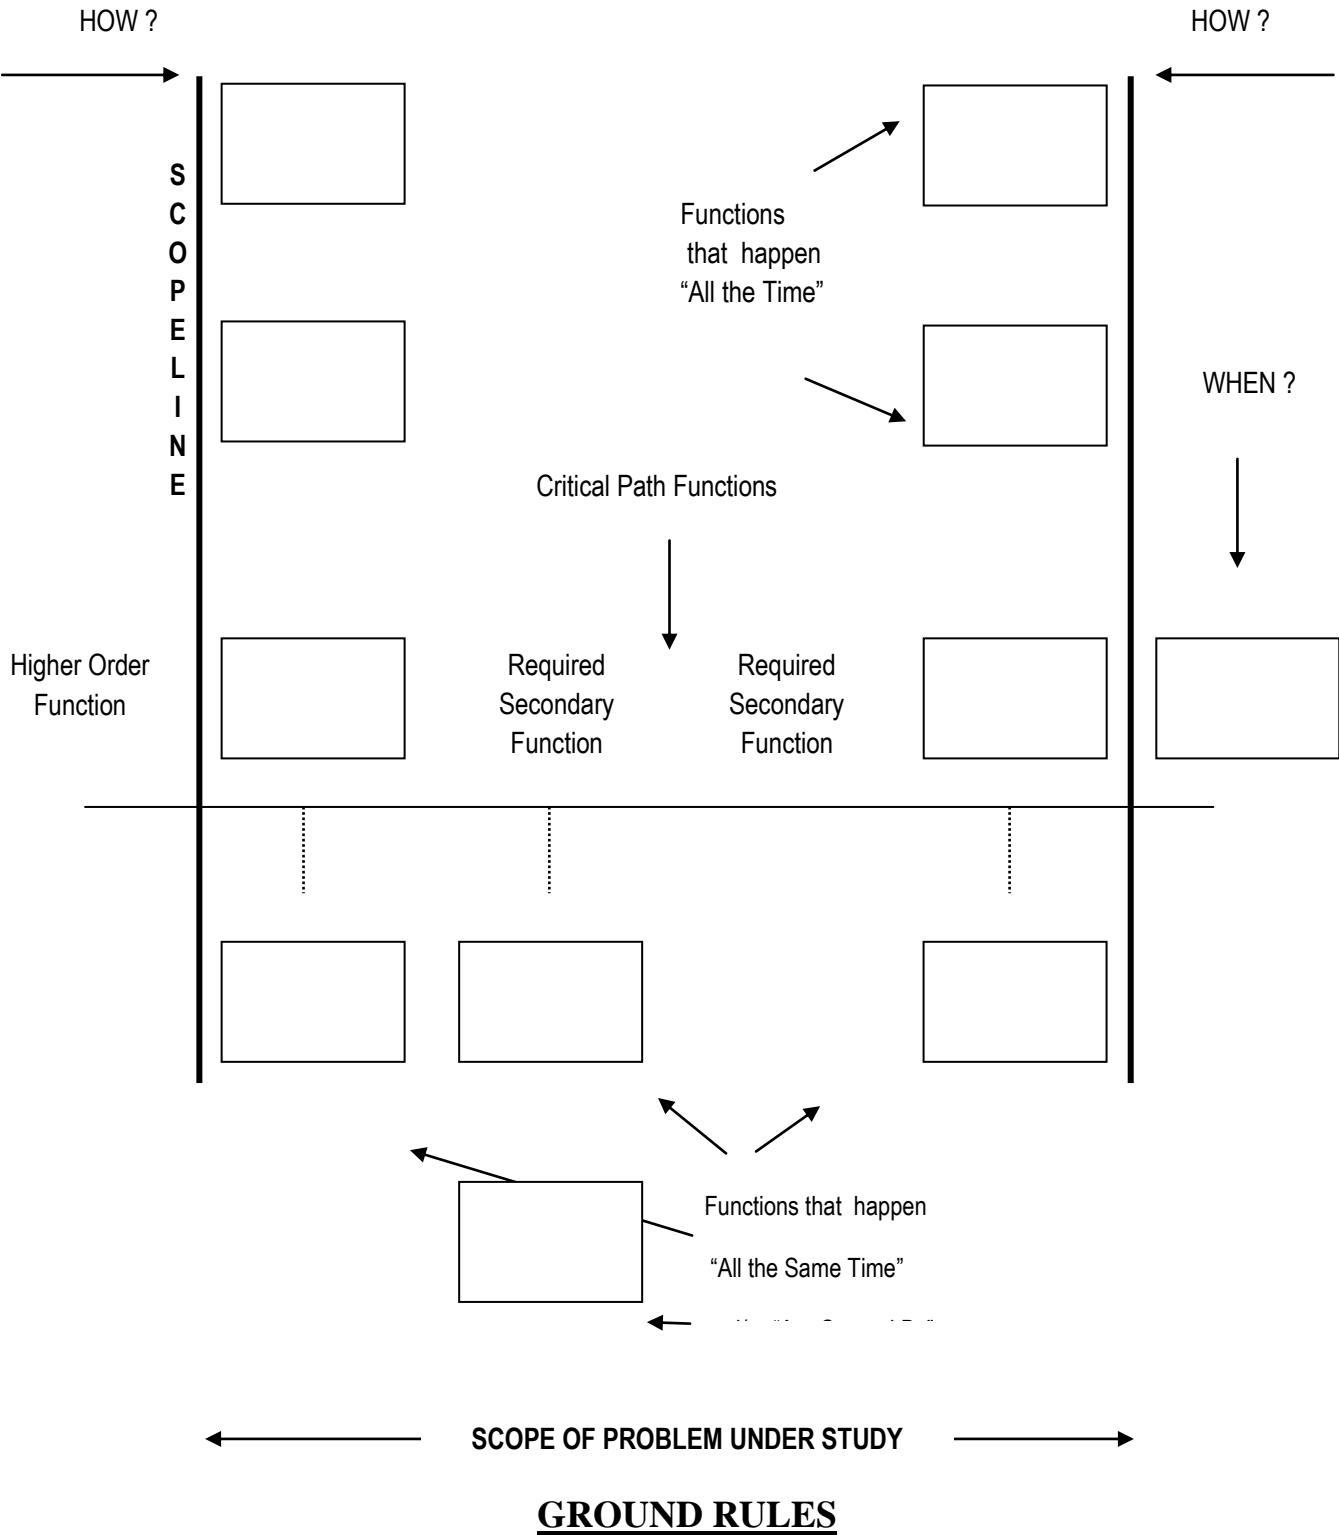 HOW ?
HOW ?
S
C
O
P
E
L
I
N
E
Functions
that happen
“All the Time”
WHEN ?
Critical Path Functions
Higher Order
Function
Required
Secondary
Function
Required
Secondary
Function
Functions that happen
“All the Same Time”
SCOPE OF PROBLEM UNDER STUDY
GROUND RULES